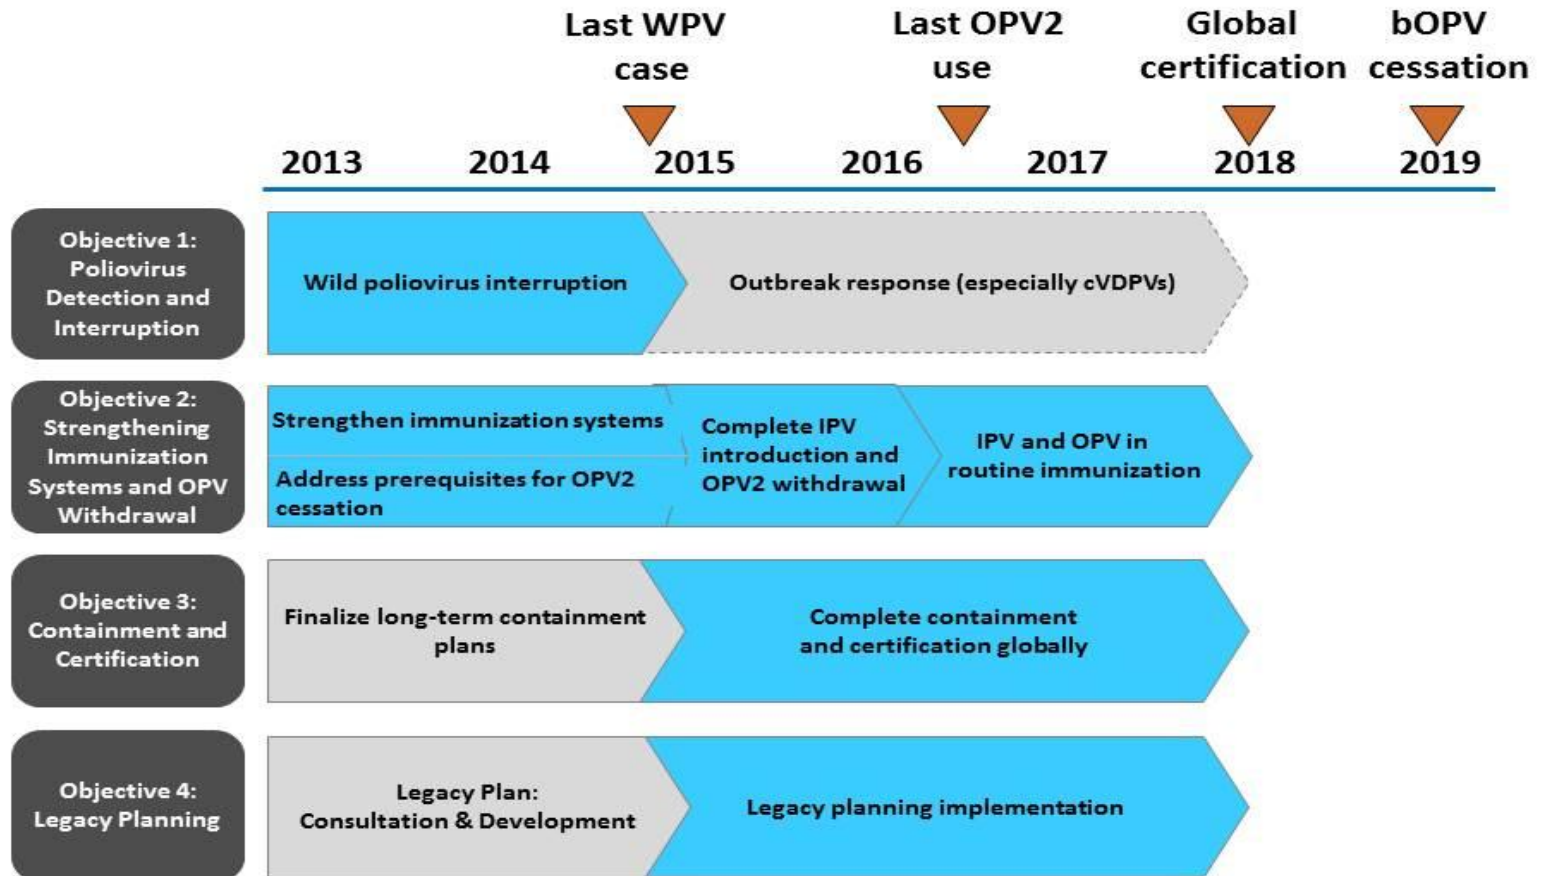 Last WPV
case
Last OPV2
use
Global
certification
bOPV
cessation
2013 2014 2015 2016 2017 2018 2019
Objective 1:
Poliovirus
Detection and
Interruption
Wild poliovirus interruption
Outbreak response (especially cVDPVs)
Objective 2:
Strengthening
Immunization
Systems and OPV
Withdrawal
Strengthen immunization systems
Address prerequisites for OPV2
cessation
Complete IPV
introduction and
OPV2 withdrawal
IPV and OPV in
routine immunization
Objective 3:
Containment and
Certification
Finalize long-term containment
plans
Complete containment
and certification globally
Objective 4:
Legacy Planning
Legacy Plan:
Consultation & Development
Legacy planning implementation